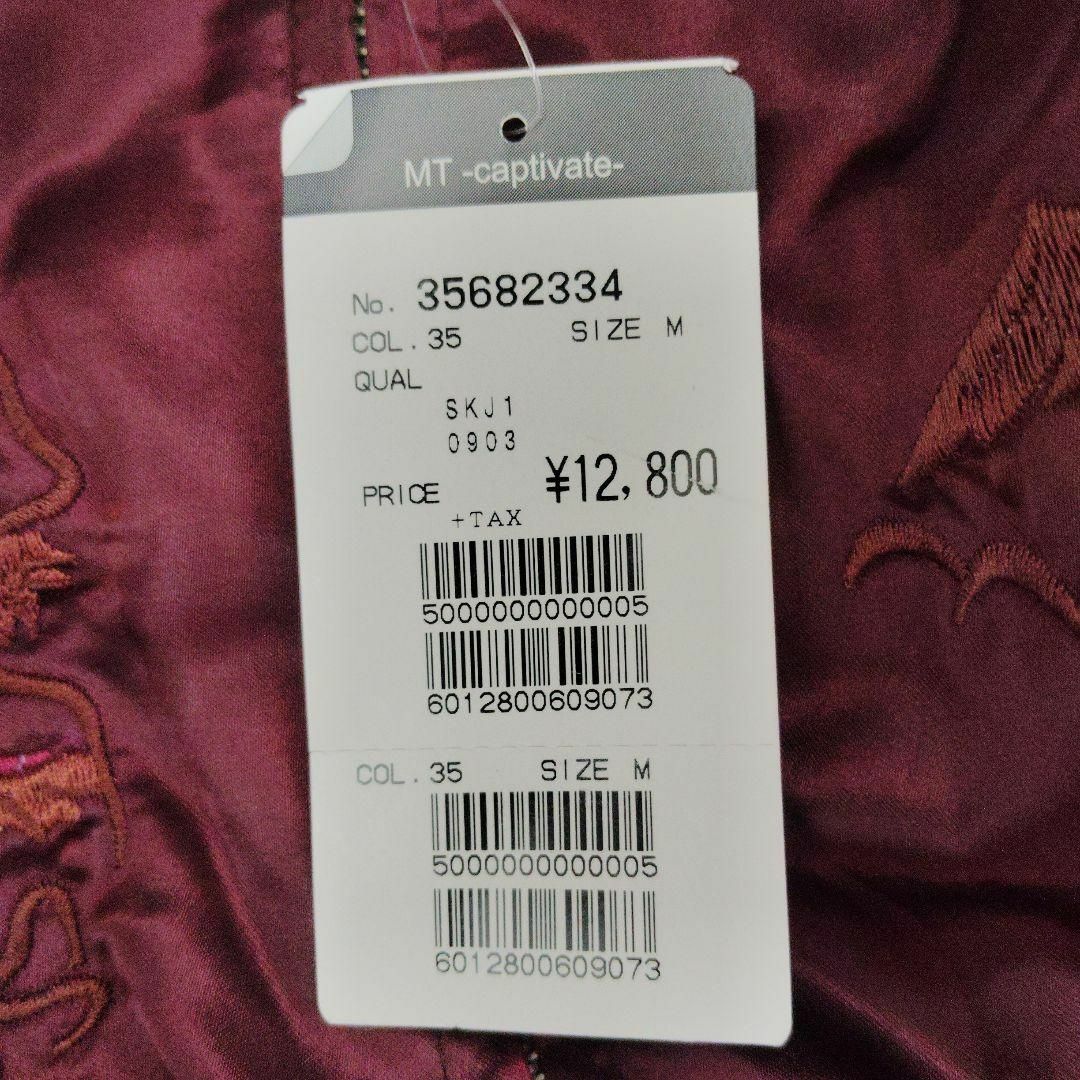 MT -captivate-
No. 35682334
COL. 35 SIZE M
QUAL
SKJ1
0903
PRICE ¥12,800
+TAX
5000000000005
6012800609073
COL. 35 SIZE M
5000000000005
6012800609073